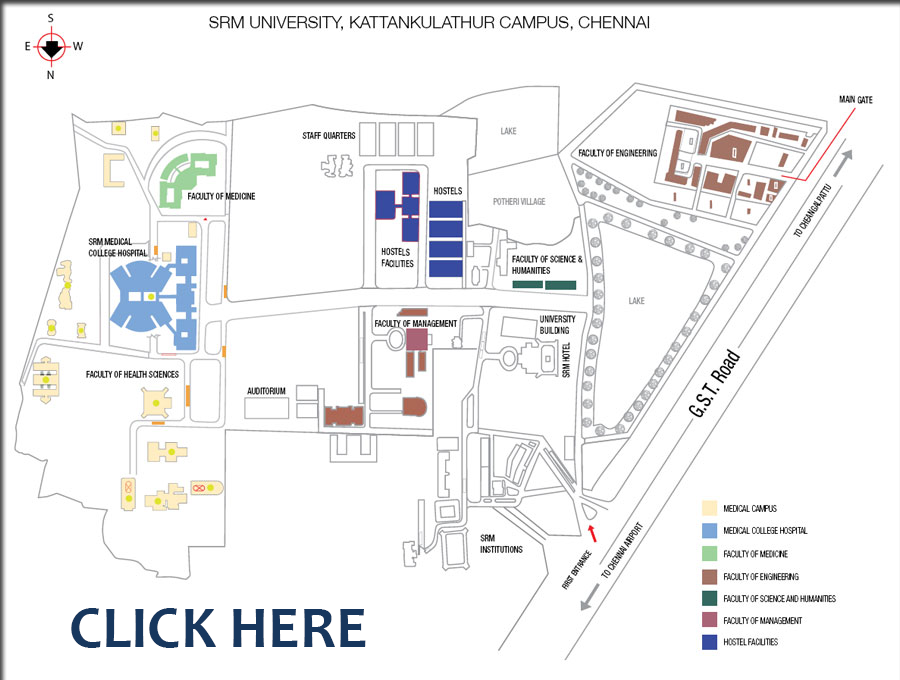 SRM UNIVERSITY, KATTANKULATHUR CAMPUS, CHENNAI
S
E
W
N
MAIN GATE
STAFF QUARTERS
LAKE
FACULTY OF ENGINEERING
FACULTY OF MEDICINE
HOSTELS
POTHERI VILLAGE
TO CHEANGALPATTU
SRM MEDICAL
COLLEGE HOSPITAL
HOSTELS
FACILITIES
FACULTY OF SCIENCE &
HUMANITIES
LAKE
FACULTY OF MANAGEMENT
UNIVERSITY
BUILDING
SRM HOTEL
G.S.T. Road
FACULTY OF HEALTH SCIENCES
AUDITORIUM
SRM
INSTITUTIONS
FIRST ENTRANCE
TO CHENNAI AIRPORT
MEDICAL CAMPUS
MEDICAL COLLEGE HOSPITAL
FACULTY OF MEDICINE
FACULTY OF ENGINEERING
FACULTY OF SCIENCE AND HUMANITIES
FACULTY OF MANAGEMENT
HOSTEL FACILITIES
CLICK HERE